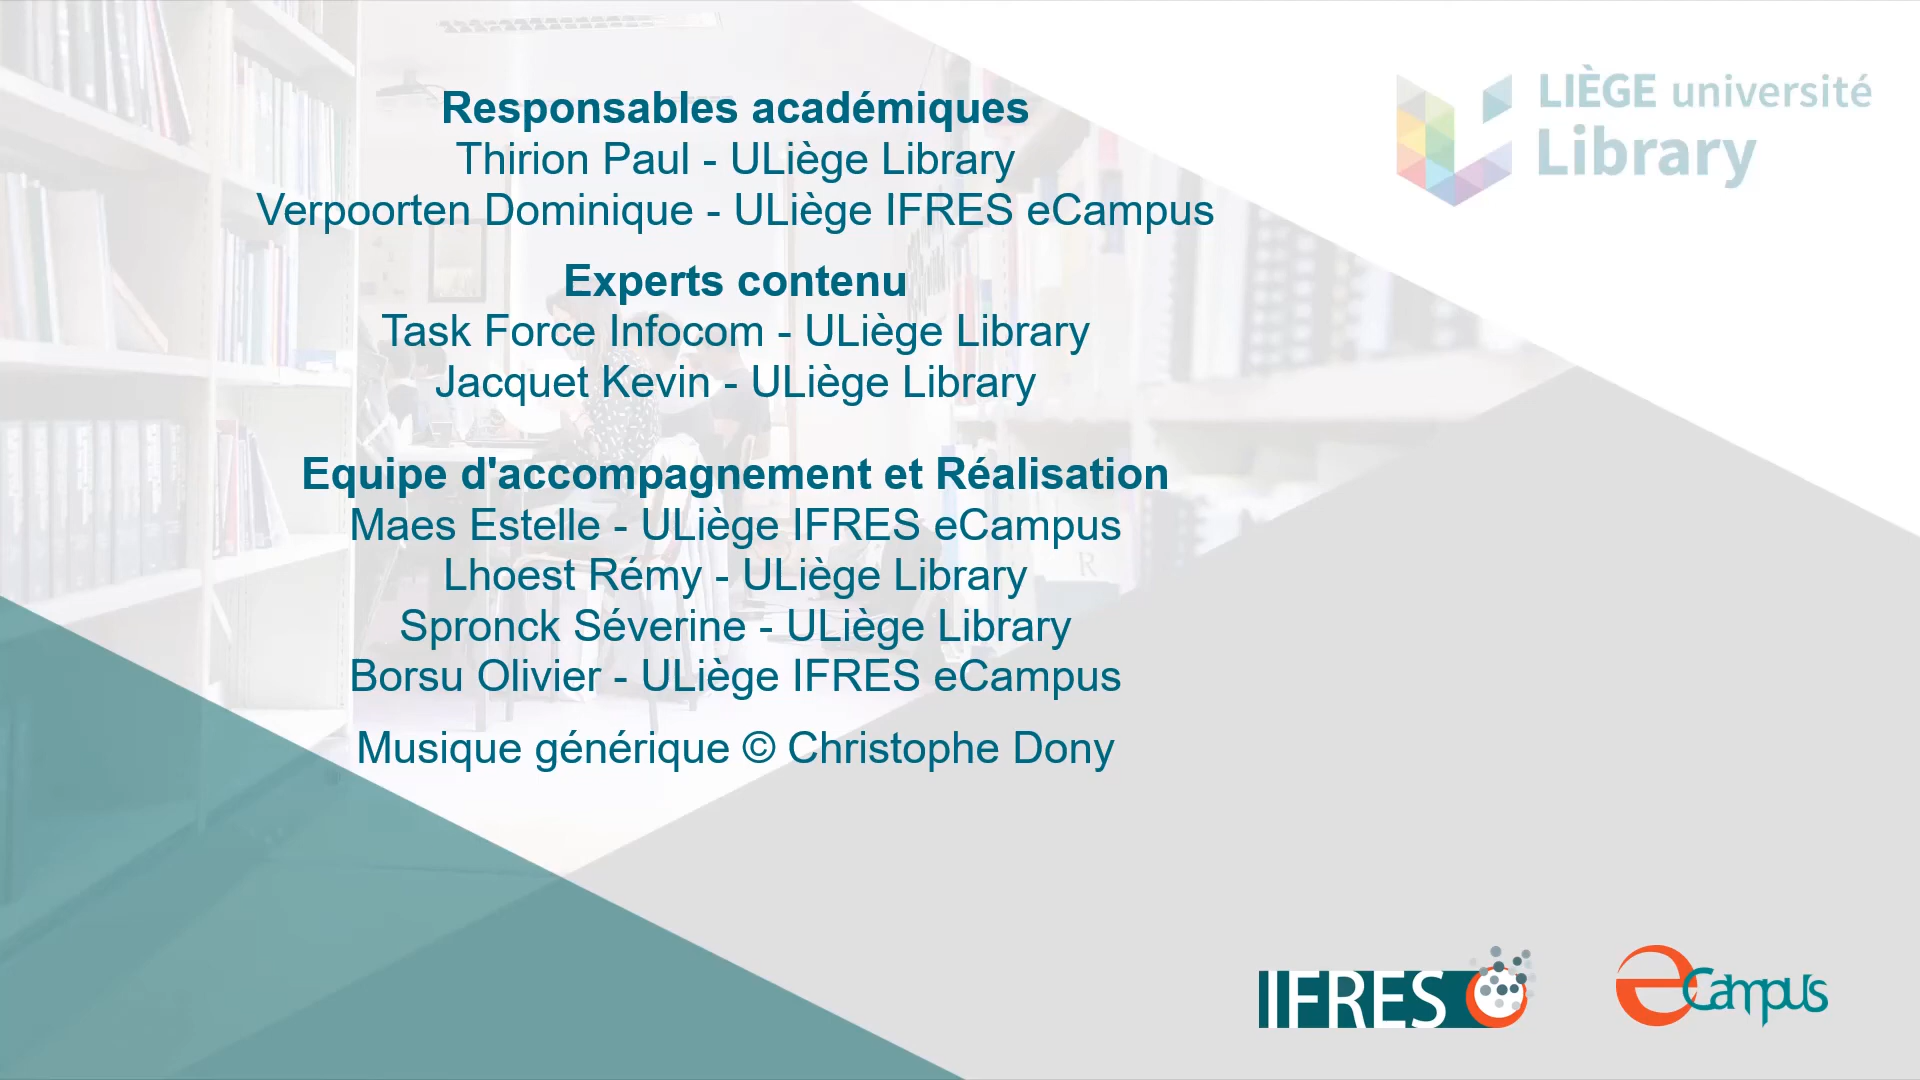 Responsables académiques
Thirion Paul - ULiège Library
Verpoorten Dominique - ULiège IFRES eCampus
Experts contenu
Task Force Infocom - ULiège Library
Jacquet Kevin - ULiège Library
Equipe d'accompagnement et Réalisation
Maes Estelle - ULiège IFRES eCampus
Lhoest Rémy - ULiège Library
Spronck Séverine - ULiège Library
Borsu Olivier - ULiège IFRES eCampus
Musique générique © Christophe Dony
LIÈGE université
Library
IFRES
eCampus